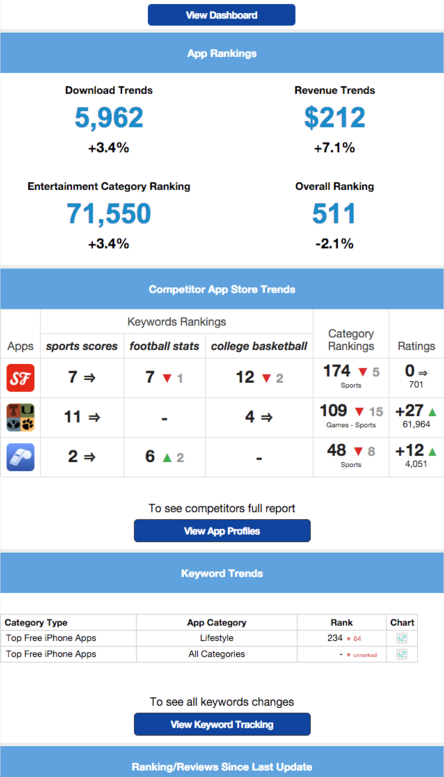 View Dashboard
App Rankings
Download Trends
Revenue Trends
5,962
$212
+3.4%
+7.1%
Entertainment Category Ranking
Overall Ranking
71,550
511
+3.4%
-2.1%
Competitor App Store Trends
Keywords Rankings
Apps sports scores football stats college basketball Category Rankings Ratings
SF 7 ⇒ 7 ▼ 1 12 ▼ 2 174 ▼ 5 0 ⇒
Sports 701
TU
11 ⇒ - 4 ⇒ 109 ▼ 15 +27 ▲
Y
Games - Sports 61,964
2 ⇒ 6 ▲ 2 - 48 ▼ 8 +12 ▲
Sports 4,051
To see competitors full report
View App Profiles
Keyword Trends
Category Type App Category Rank Chart
Top Free iPhone Apps Lifestyle 234 ▼ 64
Top Free iPhone Apps All Categories - ▼ unranked
To see all keywords changes
View Keyword Tracking
Ranking/Reviews Since Last Update